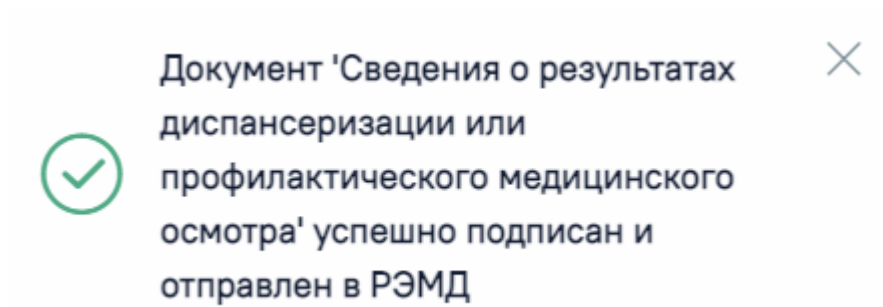 Документ 'Сведения о результатах
диспансеризации или
профилактического медицинского
осмотра' успешно подписан и
отправлен в РЭМД